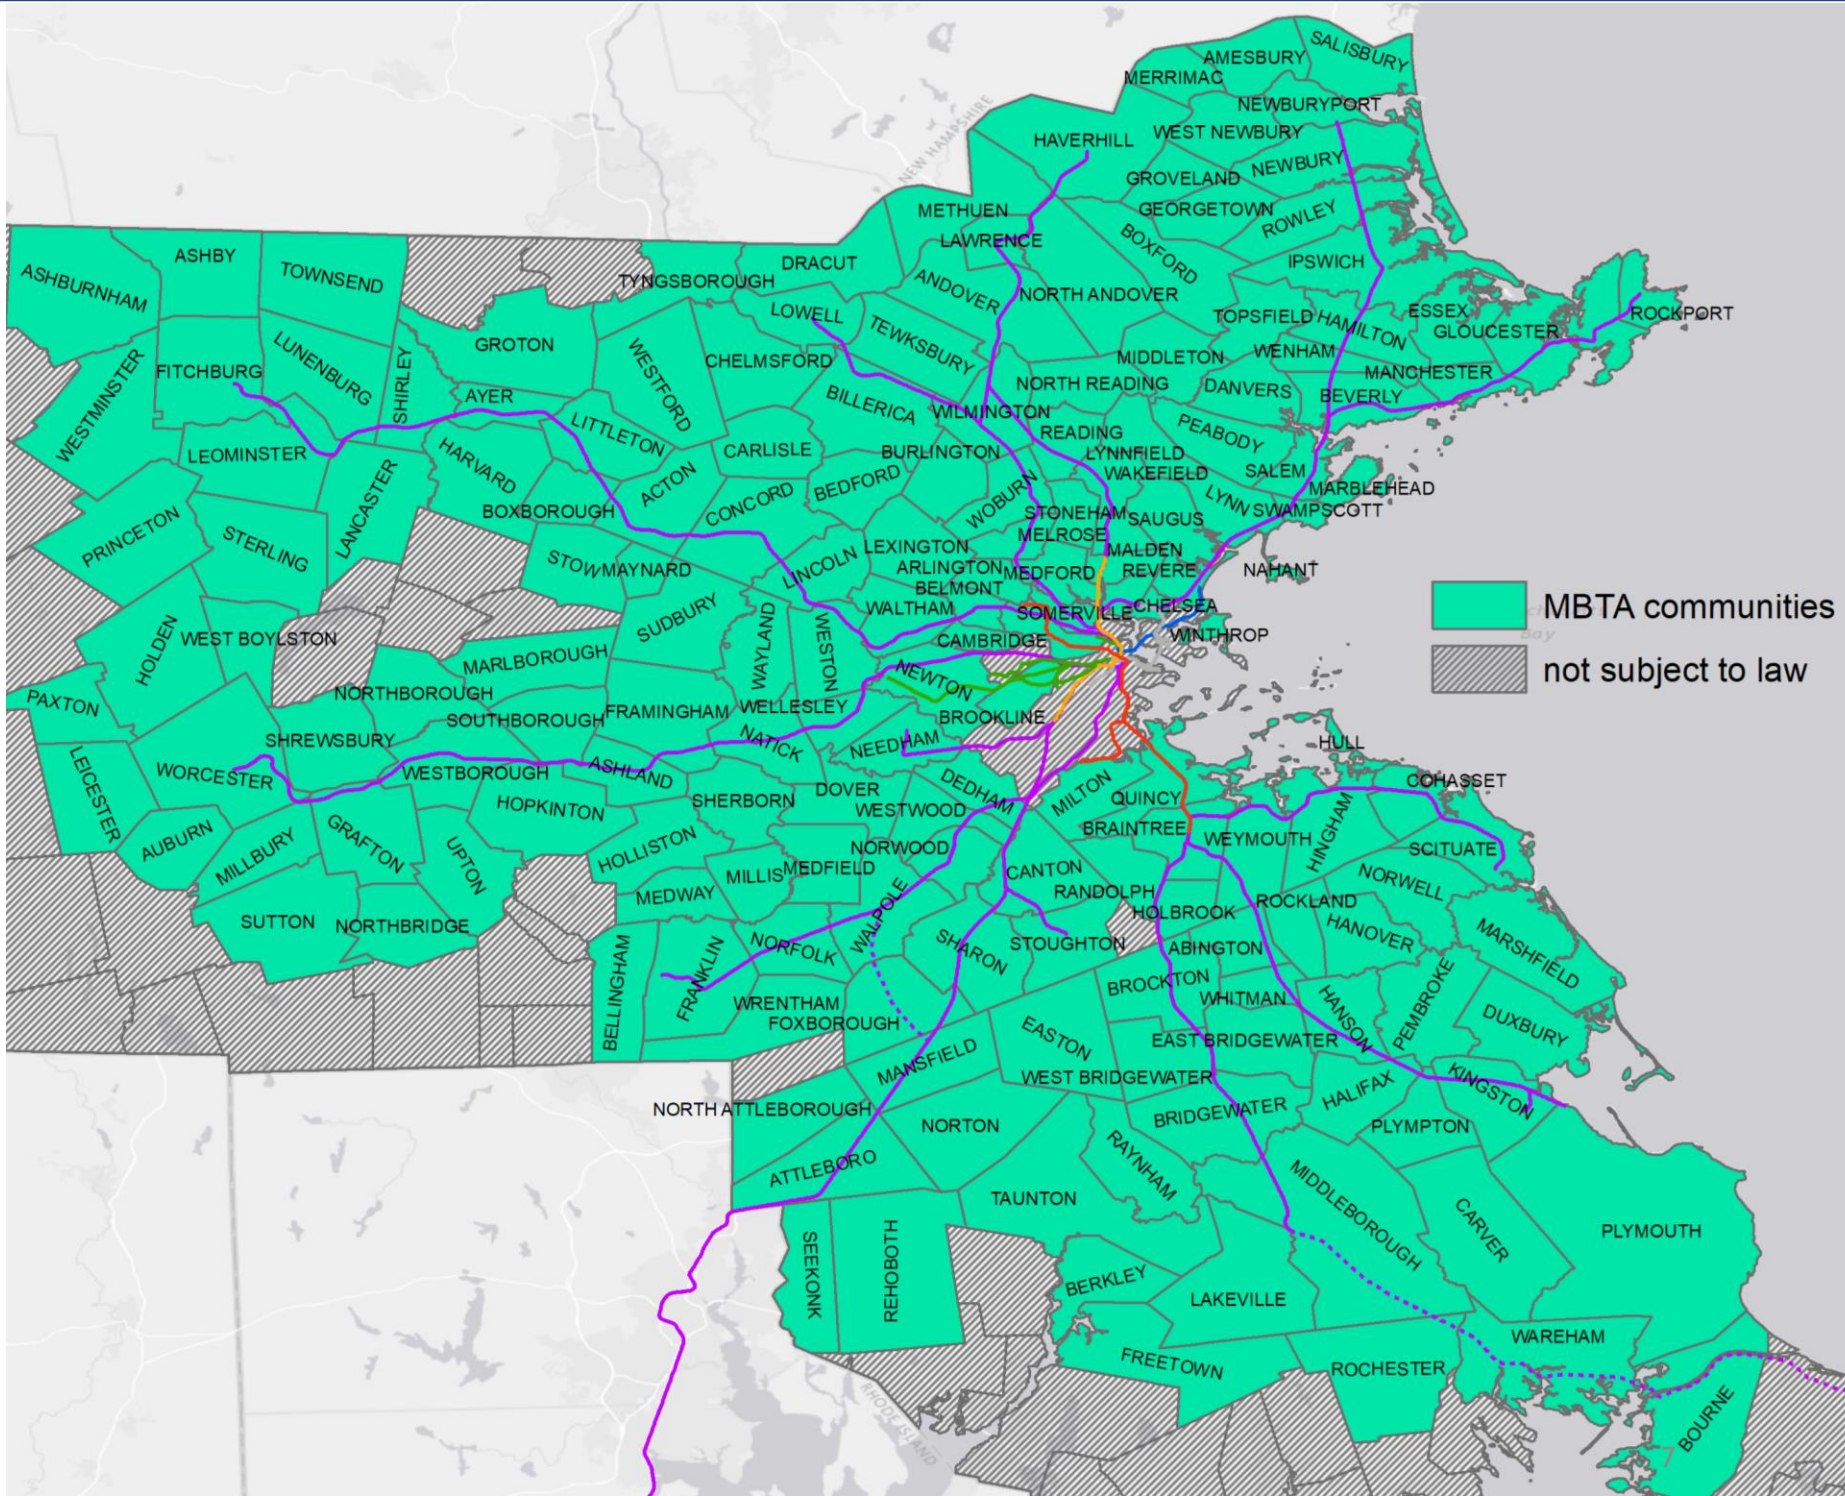 SALISBURY
AMESBURY
MERRIMAC
NEWBURYPORT
NEW HAMPSHIRE
HAVERHILL
WEST NEWBURY
NEWBURY
GROVELAND
METHUEN
GEORGETOWN
ROWLEY
LAWRENCE
BOXFORD
ASHBY
TOWNSEND
ASHBURNHAM
TYNGSBOROUGH
DRACUT
ANDOVER
NORTH ANDOVER
IPSWICH
LOWELL
TEWKSBURY
TOPSFIELD
HAMILTON
ESSEX
GLOUCESTER
ROCKPORT
GROTON
LUNENBURG
WESTFORD
CHELMSFORD
MIDDLETON
WENHAM
MANCHESTER
FITCHBURG
SHIRLEY
AYER
NORTH READING
DANVERS
BEVERLY
WESTMINSTER
BILLERICA
WILMINGTON
LITTLETON
READING
PEABODY
LEOMINSTER
HARVARD
CARLISLE
BURLINGTON
LYNNFIELD
WAKEFIELD
SALEM
LANCASTER
ACTON
BEDFORD
MARBLEHEAD
BOXBOROUGH
CONCORD
WOBURN
STONEHAM
SAUGUS
LYNN
SWAMPSCOTT
PRINCETON
STERLING
MELROSE
LEXINGTON
MALDEN
STOW
MAYNARD
LINCOLN
ARLINGTON
MEDFORD
REVERE
NAHANT
BELMONT
WALTHAM
SOMERVILLE
CHELSEA
MBTA communities
SUDBURY
WAYLAND
WESTON
CAMBRIDGE
WINTHROP
Bay
HOLDEN
WEST BOYLSTON
MARLBOROUGH
NEWTON
not subject to law
PAXTON
NORTHBOROUGH
SOUTHBOROUGH
FRAMINGHAM
WELLESLEY
BROOKLINE
SHREWSBURY
NATICK
NEEDHAM
HULL
LEICESTER
WORCESTER
WESTBOROUGH
ASHLAND
COHASSET
HOPKINTON
SHERBORN
DOVER
WESTWOOD
DEDHAM
MILTON
QUINCY
AUBURN
MILLBURY
GRAFTON
UPTON
HOLLISTON
NORWOOD
BRAINTREE
WEYMOUTH
HINGHAM
SCITUATE
MILLIS
MEDFIELD
CANTON
MEDWAY
RANDOLPH
NORWELL
SUTTON
NORTHBRIDGE
WALPOLE
HOLBROOK
ROCKLAND
BELLINGHAM
FRANKLIN
NORFOLK
SHARON
STOUGHTON
ABINGTON
HANOVER
MARSHFIELD
WRENTHAM
FOXBOROUGH
BROCKTON
WHITMAN
HANSON
PEMBROKE
EASTON
EAST BRIDGEWATER
DUXBURY
MANSFIELD
WEST BRIDGEWATER
HALIFAX
KINGSTON
NORTH ATTLEBOROUGH
NORTON
BRIDGEWATER
PLYMPTON
ATTLEBORO
RAYNHAM
TAUNTON
MIDDLEBOROUGH
CARVER
PLYMOUTH
SEEKONK
REHOBOTH
BERKLEY
LAKEVILLE
WAREHAM
FREETOWN
ROCHESTER
RHODE ISLAND
BOURNE